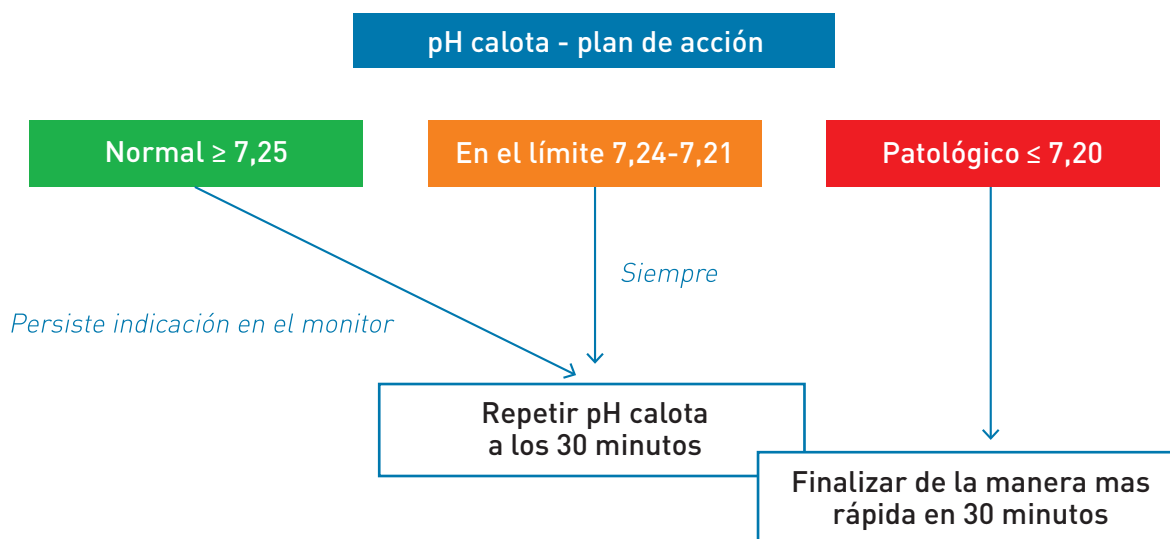 pH calota - plan de acción
Normal ≥ 7,25
En el límite 7,24-7,21
Patológico ≤ 7,20
Siempre
Persiste indicación en el monitor
Repetir pH calota
a los 30 minutos
Finalizar de la manera mas
rápida en 30 minutos